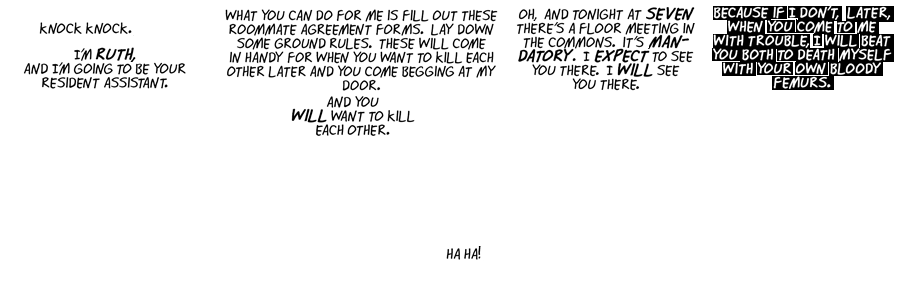 KNOCK KNOCK.
I'M RUTH,
AND I'M GOING TO BE YOUR
RESIDENT ASSISTANT.
WHAT YOU CAN DO FOR ME IS FILL OUT THESE
ROOMMATE AGREEMENT FORMS. LAY DOWN
SOME GROUND RULES. THESE WILL COME
IN HANDY FOR WHEN YOU WANT TO KILL EACH
OTHER LATER AND YOU COME BEGGING AT MY
DOOR.
AND YOU
WILL WANT TO KILL
EACH OTHER.
HA HA!
OH, AND TONIGHT AT SEVEN
THERE'S A FLOOR MEETING IN
THE COMMONS. IT'S MAN-
DATORY. I EXPECT TO SEE
YOU THERE. I WILL SEE
YOU THERE.
BECAUSE IF I DON'T, LATER,
WHEN YOU COME TO ME
WITH TROUBLE, I WILL BEAT
YOU BOTH TO DEATH MYSELF
WITH YOUR OWN BLOODY
FEMURS.